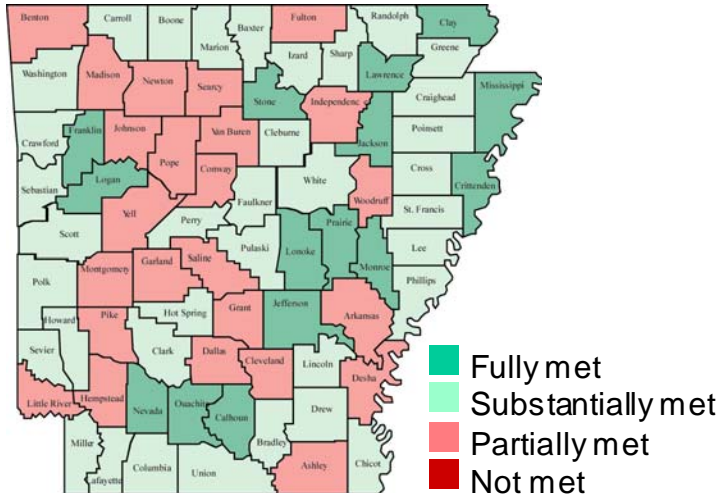 Benton Carroll Boone Fulton Randolph Clay
Baxter
Marion Izard Sharp Greene
Washington Madison Newton Searcy Lawrence
Stone Independenc Craighead Mississippi
Franklin Johnson Van Buren Cleburne Jackson Poinsett
Crawford Pope
Logan Conway White Cross Crittenden
Sebastian Faulkner Woodruff
Yell Perry Prairie St. Francis
Scott Pulaski Lonoke Lee
Garland Saline Monroe
Polk Montgomery Phillips
Hot Spring Grant Jefferson Arkansas
Howard Pike
Sevier Clark Dallas Cleveland Lincoln
Desha
Little River Hempstead Nevada Ouachita Calhoun Drew
Miller Bradley
Lafayette Columbia Union Ashley Chicot
Fully met
Substantially met
Partially met
Not met